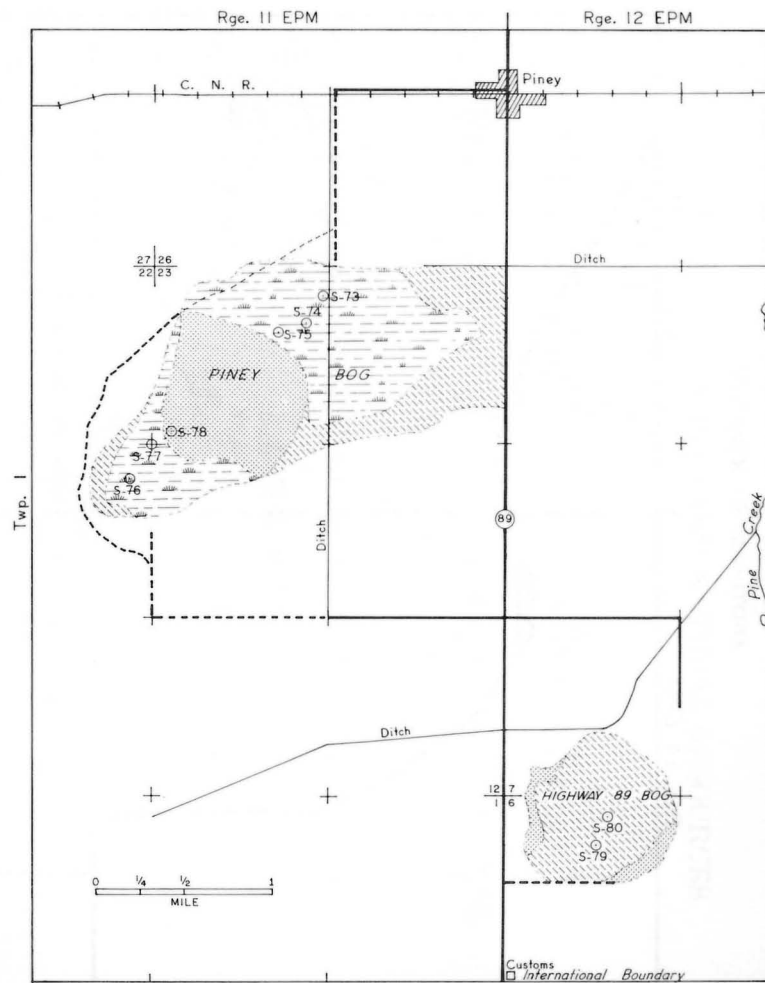 Rge. 11 EPM
Rge. 12 EPM
C. N. R.
Piney
27 26
22 23
Ditch
S-73
S-74
S-75
PINEY BOG
S-78
S-77
S-76
Twp. 1
Ditch
89
Creek
Pine
Ditch
12 7
1 6
HIGHWAY 89 BOG
S-80
S-79
0 1/4 1/2 1
MILE
Customs
International Boundary